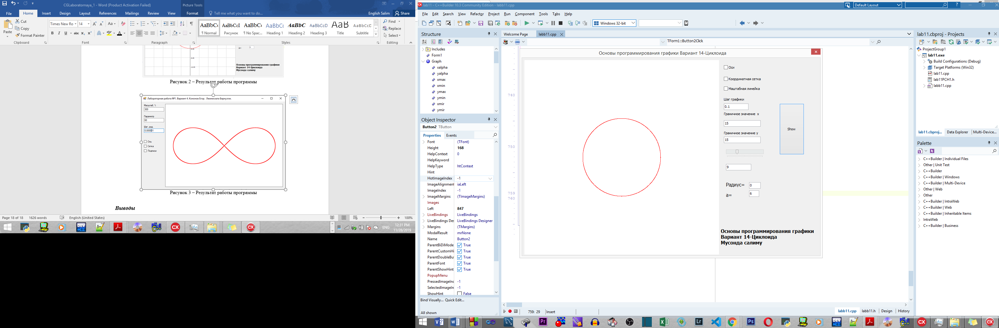 CGLaboratornaya_1 - Word (Product Activation Failed)
Picture Tools
File
Home
Insert
Design
Layout
References
Mailings
Review
View
Format
Tell me what you want to do...
English Salim
Share
Paste
Cut
Copy
Format Painter
Clipboard
Times New Ro
14
Font
Paragraph
AaBbCc
¶ Normal
AaBbCcI
Рисунок
AaBbCc
¶ No Spac...
AaBbCc
Heading 1
AaBbC
Heading 2
AaBbCcD
Heading 3
AaB
Title
AaBbCcD
Subtitle
Styles
Find
Replace
Select
Editing
Основы программирования графики
Вариант 14-Циклоида
Мусонда салиму
Рисунок 2 – Результат работы программы
Лабораторная работа №1. Вариант 4. Кононов Егор. Лемниската Бернулли.
Масштаб, %
300
Параметр
60
Шаг, рад.
0.000001
Ось
Сетка
Подписи
Рисунок 3 – Результат работы программы
Выводы
Page 18 of 18
1626 words
English (United States)
100%
ENG
12:31 PM
11/28/2019
lab11 - C++Builder 10.3 Community Edition - labb11.cpp
Default Layout
File Edit Search View Refactor Project Run Component Tools Tabs Help
Windows 32-bit
Structure
Includes
Form1
Graph
xalpha
yalpha
xmax
xmin
ymax
ymin
xmir
ymir
Object Inspector
Button2 TButton
Properties
Events
Font (TFont)
Height 168
HelpContext 0
HelpKeyword
HelpType htContext
Hint
HotImageIndex -1
ImageAlignment iaLeft
ImageIndex -1
ImageMargins (TImageMargins)
Images
Left 847
LiveBindings LiveBindings
LiveBindings Des LiveBindings Designer
Margins (TMargins)
ModalResult mrNone
Name Button2
ParentBiDiMode True
ParentCustomHi True
ParentDoubleBu True
ParentFont True
ParentShowHint True
PopupMenu
PressedImageInc -1
SelectedImageIn -1
ShowHint False
Bind Visually... Quick Edit...
All shown
Welcome Page
labb11.cpp
TForm1::Button2Click
740
750
759
760
Основы программирования графики Вариант 14-Циклоида
Оси
Координатная сетка
Маштабная линейка
Шаг графики
0.1
Граничное значение x
15
Граничное значение y
15
9
Show
Радиус= 0
a= 6
Основы программирования графики
Вариант 14-Циклоида
Мусонда салиму
759: 29
Insert
labb11.cpp
labb11.h
Design
History
lab11.cbproj - Projects
ProjectGroup1
lab11.exe
Build Configurations (Debug)
Target Platforms (Win32)
lab11.cpp
lab11PCH1.h
labb11.cpp
lab11.cbproj...
Data Explorer
Multi-Device...
Palette
C++Builder | Individual Files
Other | Unit Test
C++Builder
C++Builder | Windows
C++Builder | Multi-Device
Other | Web
Other
C++Builder | IntraWeb
C++Builder | Web
C++Builder | Inheritable Items
IntraWeb
C++Builder | Business